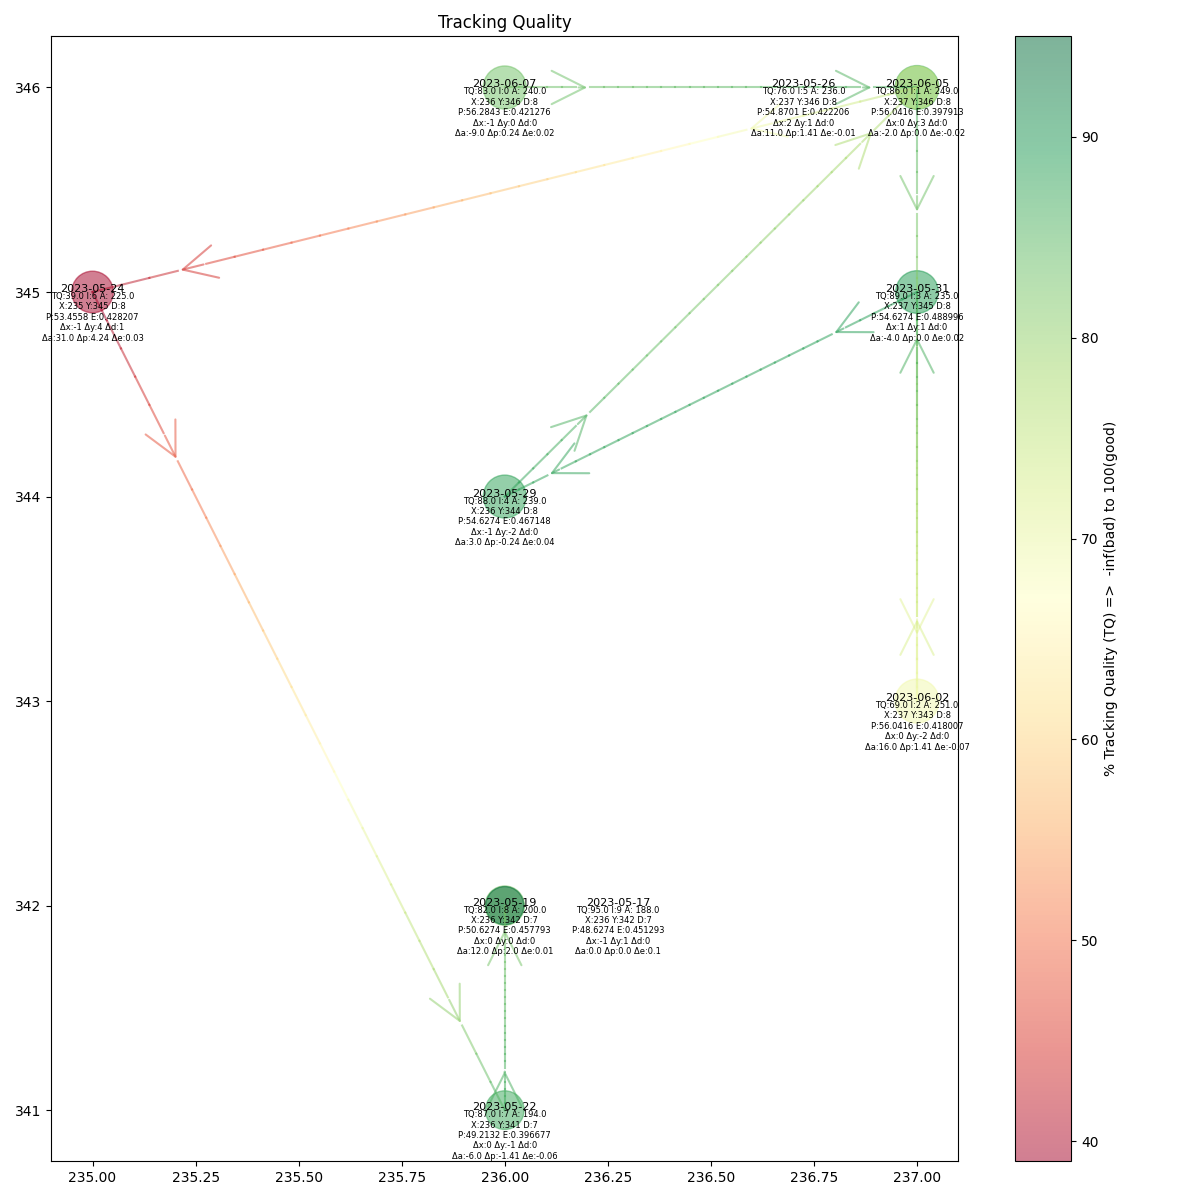 Tracking Quality
346
345
344
343
342
341
2023-06-07
TQ:83.0 I:0 A: 240.0
X:236 Y:346 D:8
P:56.2843 E:0.421276
Δx:-1 Δy:0 Δd:0
Δa:-9.0 Δp:0.24 Δe:0.02
2023-05-26
TQ:76.0 I:5 A: 236.0
X:237 Y:346 D:8
P:54.8701 E:0.422206
Δx:2 Δy:1 Δd:0
Δa:11.0 Δp:1.41 Δe:-0.01
2023-06-05
TQ:86.0 I:1 A: 249.0
X:237 Y:346 D:8
P:56.0416 E:0.397913
Δx:0 Δy:3 Δd:0
Δa:-2.0 Δp:0.0 Δe:-0.02
2023-05-24
TQ:39.0 I:6 A: 225.0
X:235 Y:345 D:8
P:53.4558 E:0.428207
Δx:-1 Δy:4 Δd:1
Δa:31.0 Δp:4.24 Δe:0.03
2023-05-31
TQ:89.0 I:3 A: 235.0
X:237 Y:345 D:8
P:54.6274 E:0.488996
Δx:1 Δy:1 Δd:0
Δa:-4.0 Δp:0.0 Δe:0.02
2023-05-29
TQ:88.0 I:4 A: 239.0
X:236 Y:344 D:8
P:54.6274 E:0.467148
Δx:-1 Δy:-2 Δd:0
Δa:3.0 Δp:-0.24 Δe:0.04
2023-06-02
TQ:69.0 I:2 A: 251.0
X:237 Y:343 D:8
P:56.0416 E:0.418007
Δx:0 Δy:-2 Δd:0
Δa:16.0 Δp:1.41 Δe:-0.07
2023-05-19
TQ:82.0 I:8 A: 200.0
X:236 Y:342 D:7
P:50.6274 E:0.457793
Δx:0 Δy:0 Δd:0
Δa:12.0 Δp:2.0 Δe:0.01
2023-05-17
TQ:95.0 I:9 A: 188.0
X:236 Y:342 D:7
P:48.6274 E:0.451293
Δx:-1 Δy:1 Δd:0
Δa:0.0 Δp:0.0 Δe:0.1
2023-05-22
TQ:87.0 I:7 A: 194.0
X:236 Y:341 D:7
P:49.2132 E:0.396677
Δx:0 Δy:-1 Δd:0
Δa:-6.0 Δp:-1.41 Δe:-0.06
235.00 235.25 235.50 235.75 236.00 236.25 236.50 236.75 237.00
90
80
70
60
50
40
% Tracking Quality (TQ) =>  -inf(bad) to 100(good)